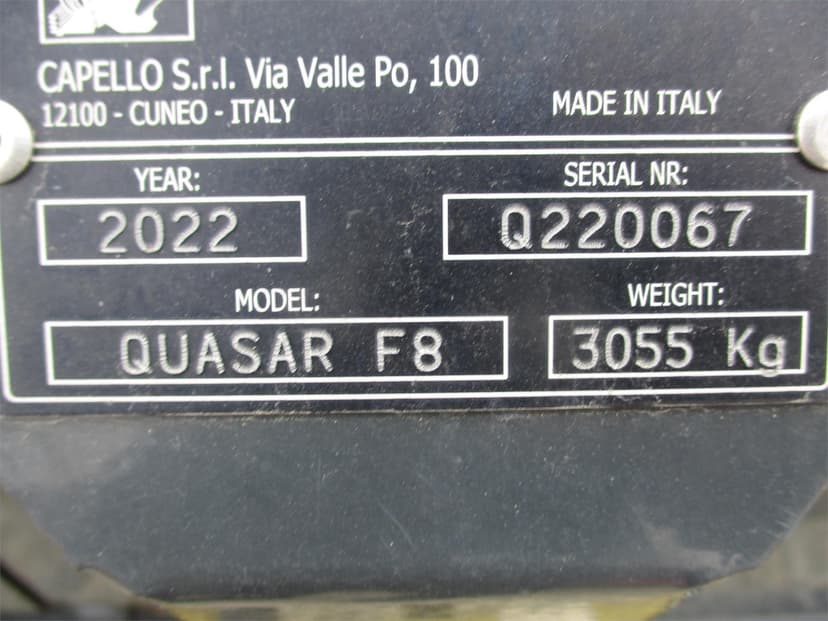 CAPELLO S.r.l. Via Valle Po, 100
12100 - CUNEO - ITALY MADE IN ITALY
YEAR: SERIAL NR:
2022 Q220067
MODEL: WEIGHT:
QUASAR F8 3055 Kg